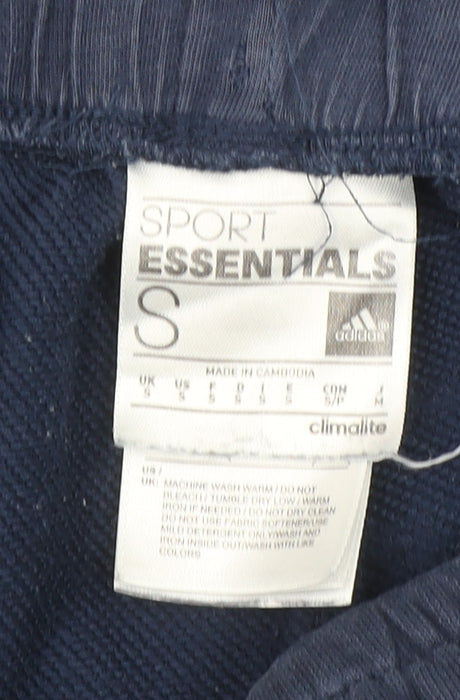 SPORT
ESSENTIALS
S
adidas
MADE IN CAMBODIA
UK US F D I E CDN J
S S S S S S S/P M
climalite
US /
UK: MACHINE WASH WARM / DO NOT
BLEACH / TUMBLE DRY LOW / WARM
IRON IF NEEDED / DO NOT DRY CLEAN
DO NOT USE FABRIC SOFTENER/USE
MILD DETERGENT ONLY/WASH AND
IRON INSIDE OUT/WASH WITH LIKE
COLORS